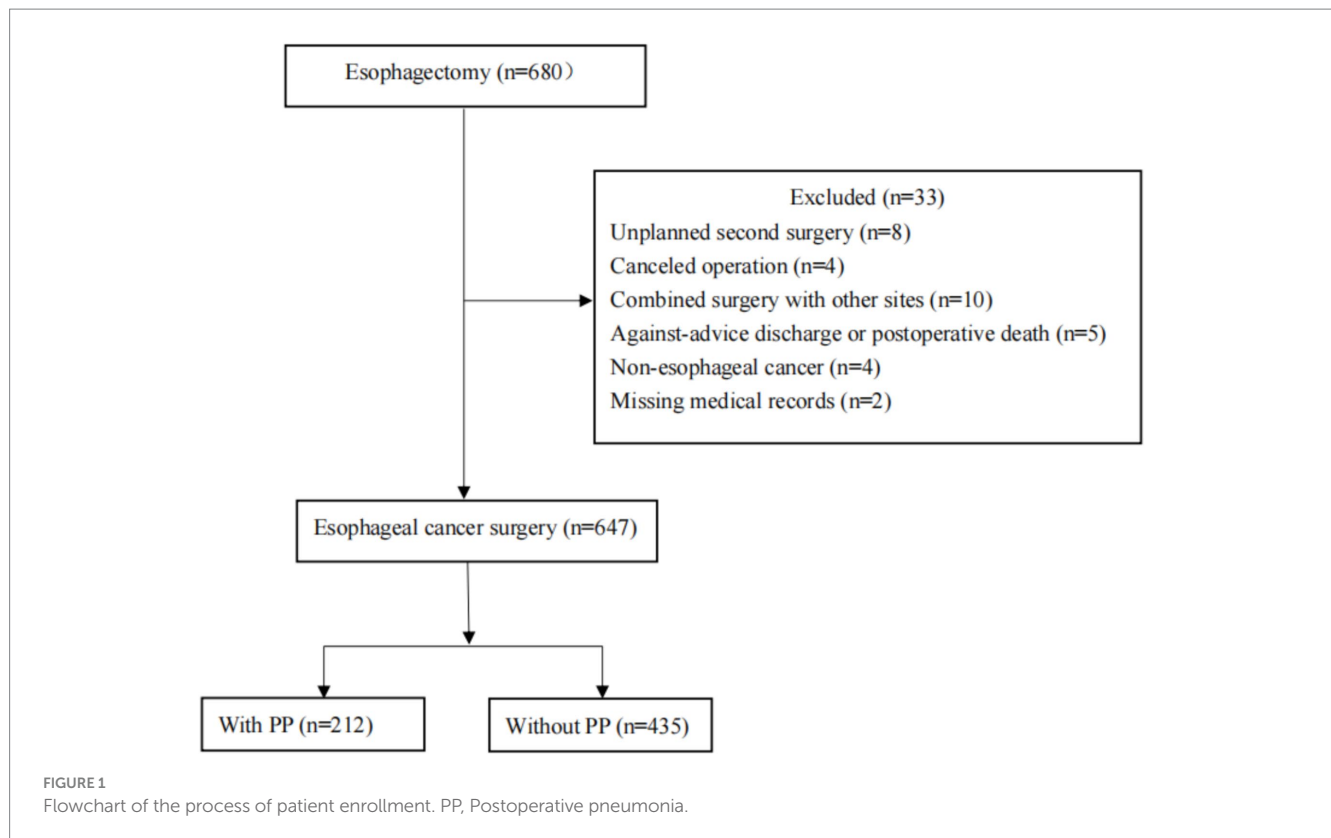 Esophagectomy (n=680）
Excluded (n=33)
Unplanned second surgery (n=8)
Canceled operation (n=4)
Combined surgery with other sites (n=10)
Against-advice discharge or postoperative death (n=5)
Non-esophageal cancer (n=4)
Missing medical records (n=2)
Esophageal cancer surgery (n=647)
With PP (n=212)
Without PP (n=435)
FIGURE 1
Flowchart of the process of patient enrollment. PP, Postoperative pneumonia.